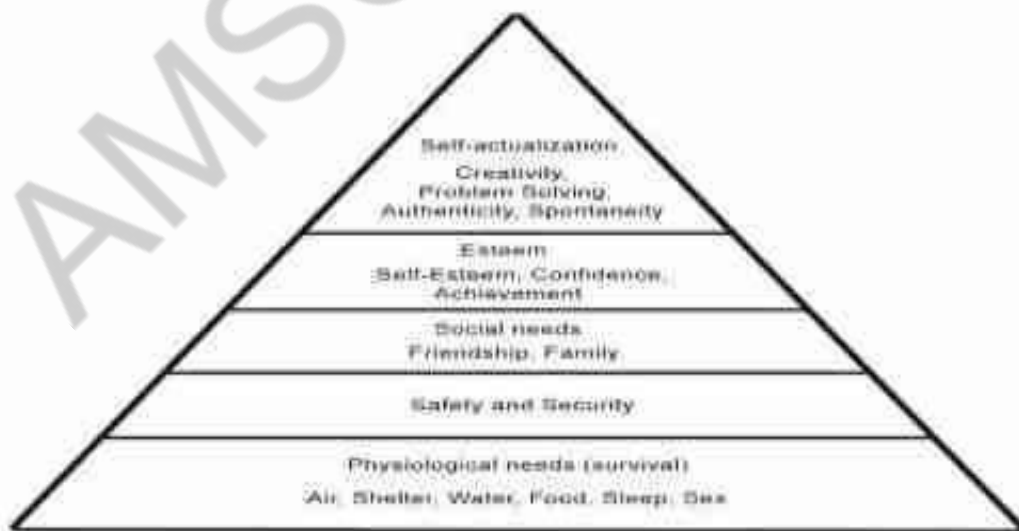 AMS
Self-actualization
Creativity,
Problem Solving,
Authenticity, Spontaneity
Esteem
Self-Esteem, Confidence,
Achievement
Social needs
Friendship, Family
Safety and Security
Physiological needs (survival)
Air, Shelter, Water, Food, Sleep, Sex